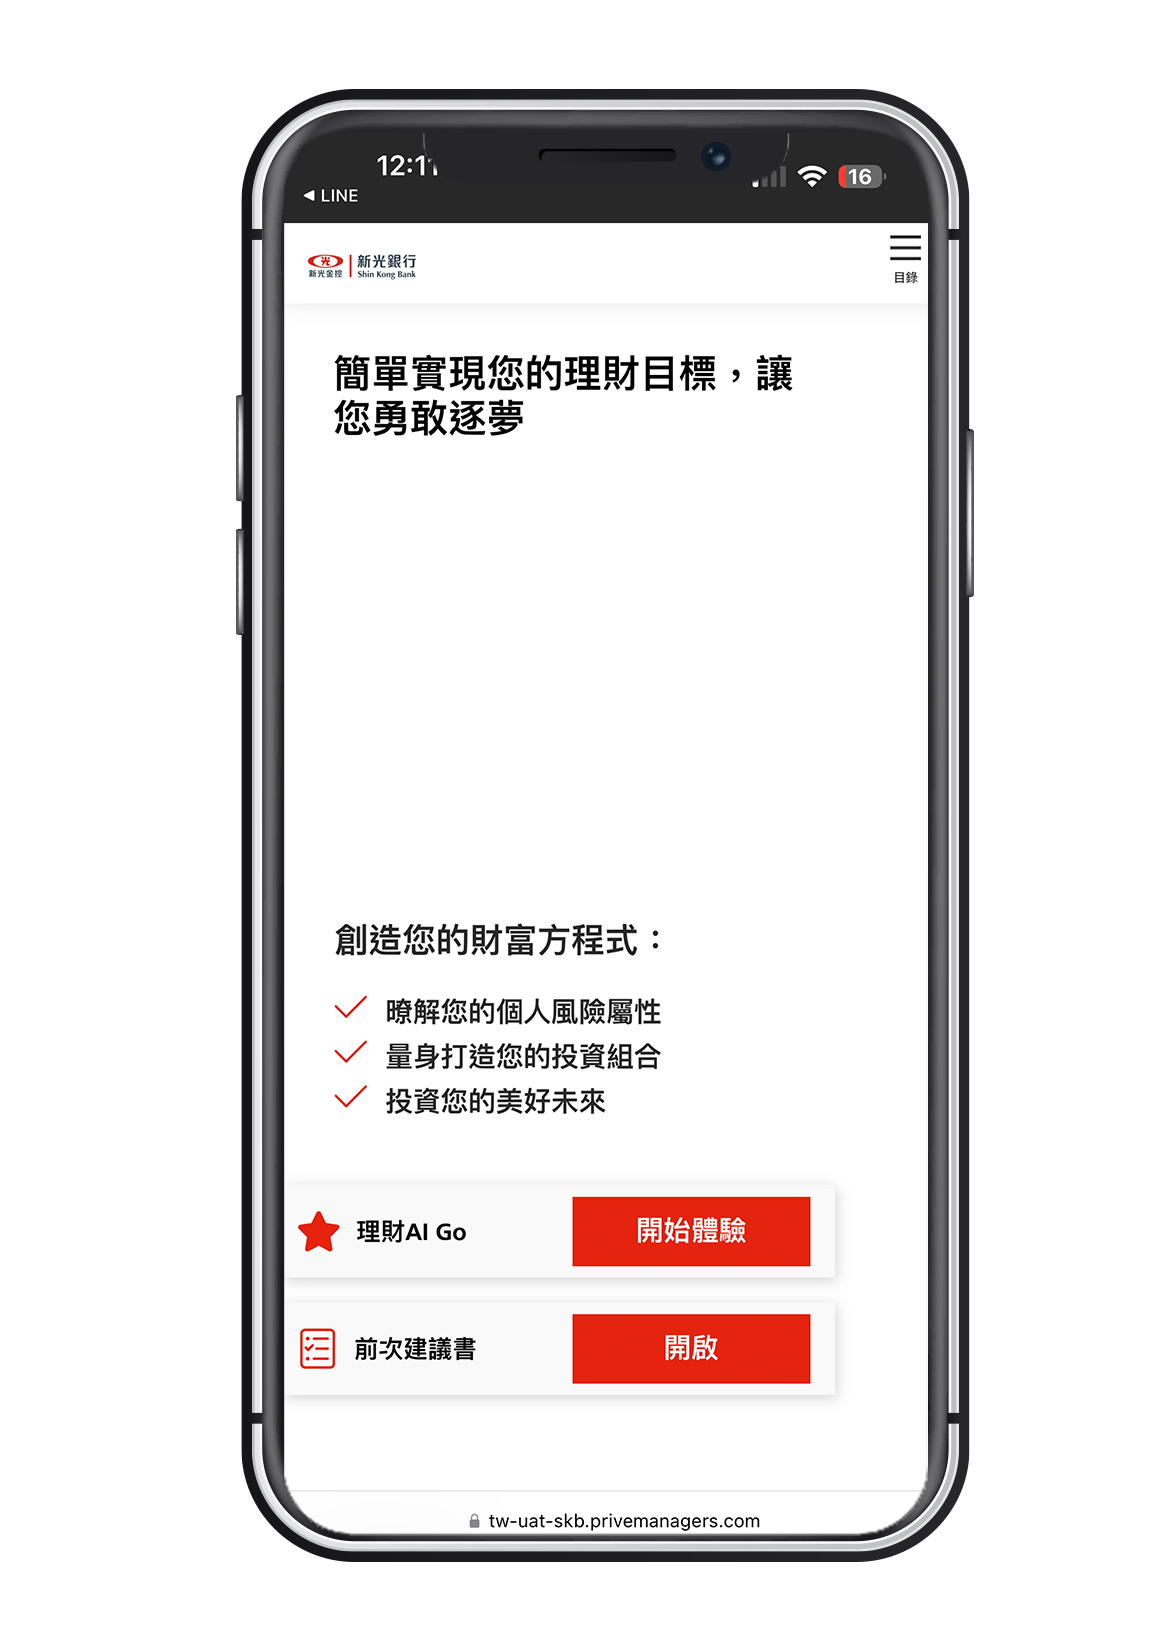 12:11
◀ LINE
16
新光金控 新光銀行
Shin Kong Bank
目錄
簡單實現您的理財目標，讓
您勇敢逐夢
創造您的財富方程式：
暸解您的個人風險屬性
量身打造您的投資組合
投資您的美好未來
理財AI Go 開始體驗
前次建議書 開啟
tw-uat-skb.privemanagers.com